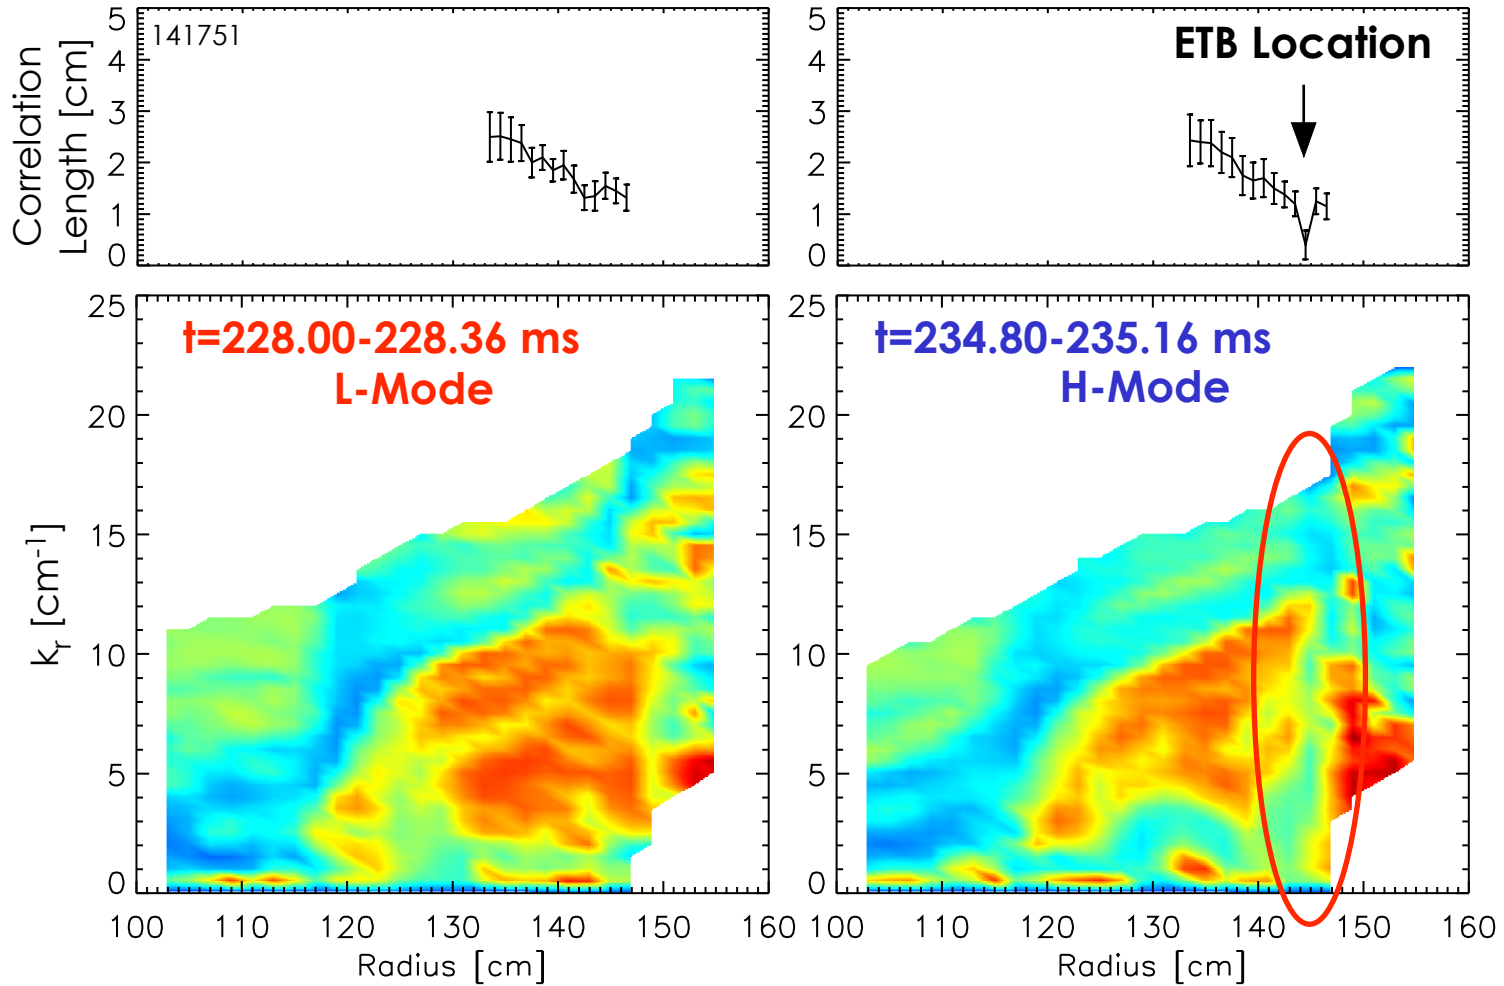 141751
ETB Location
Correlation
Length [cm]
5
4
3
2
1
0
5
4
3
2
1
0
t=228.00-228.36 ms
L-Mode
t=234.80-235.16 ms
H-Mode
k_r [cm⁻¹]
25
20
15
10
5
0
25
20
15
10
5
0
100 110 120 130 140 150 160
100 110 120 130 140 150 160
Radius [cm]
Radius [cm]